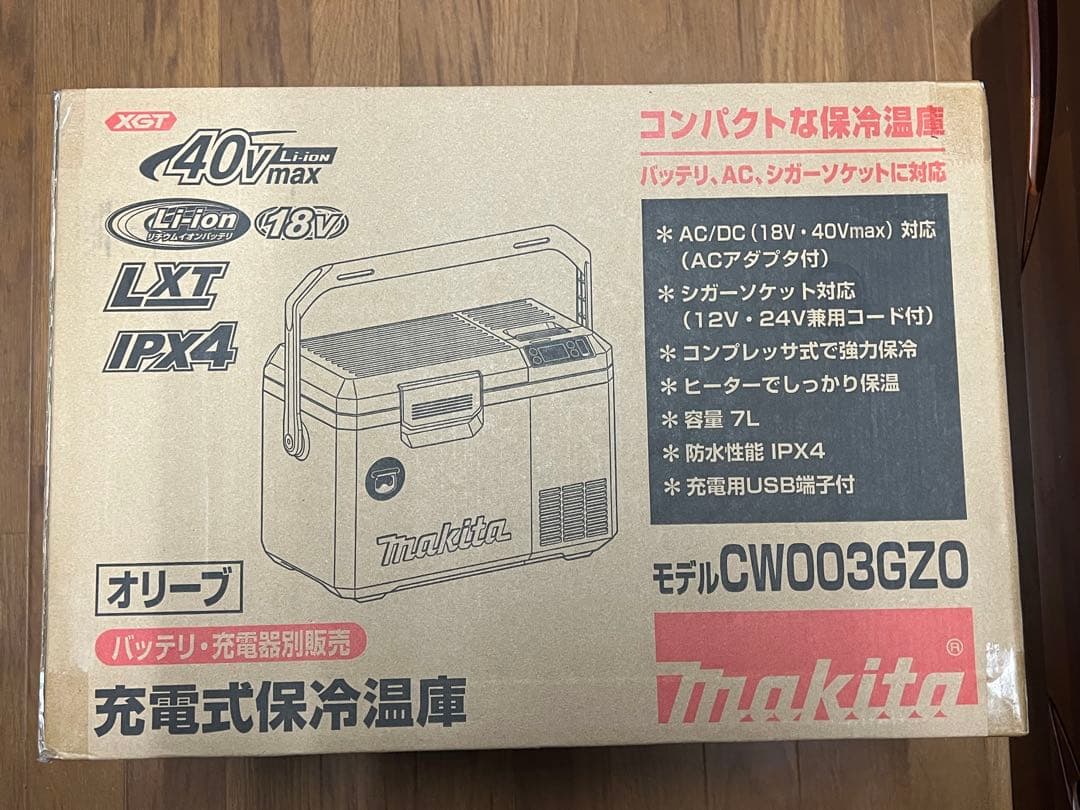 XGT
40Vmax Li-ion
Li-ion 18V
リチウムイオンバッテリ
LXT
IPX4
コンパクトな保冷温庫
バッテリ、AC、シガーソケットに対応
＊AC/DC（18V・40Vmax）対応
（ACアダプタ付）
＊シガーソケット対応
（12V・24V兼用コード付）
＊コンプレッサ式で強力保冷
＊ヒーターでしっかり保温
＊容量 7L
＊防水性能 IPX4
＊充電用USB端子付
makita
モデルCW003GZO
オリーブ
バッテリ・充電器別販売
充電式保冷温庫
makita®